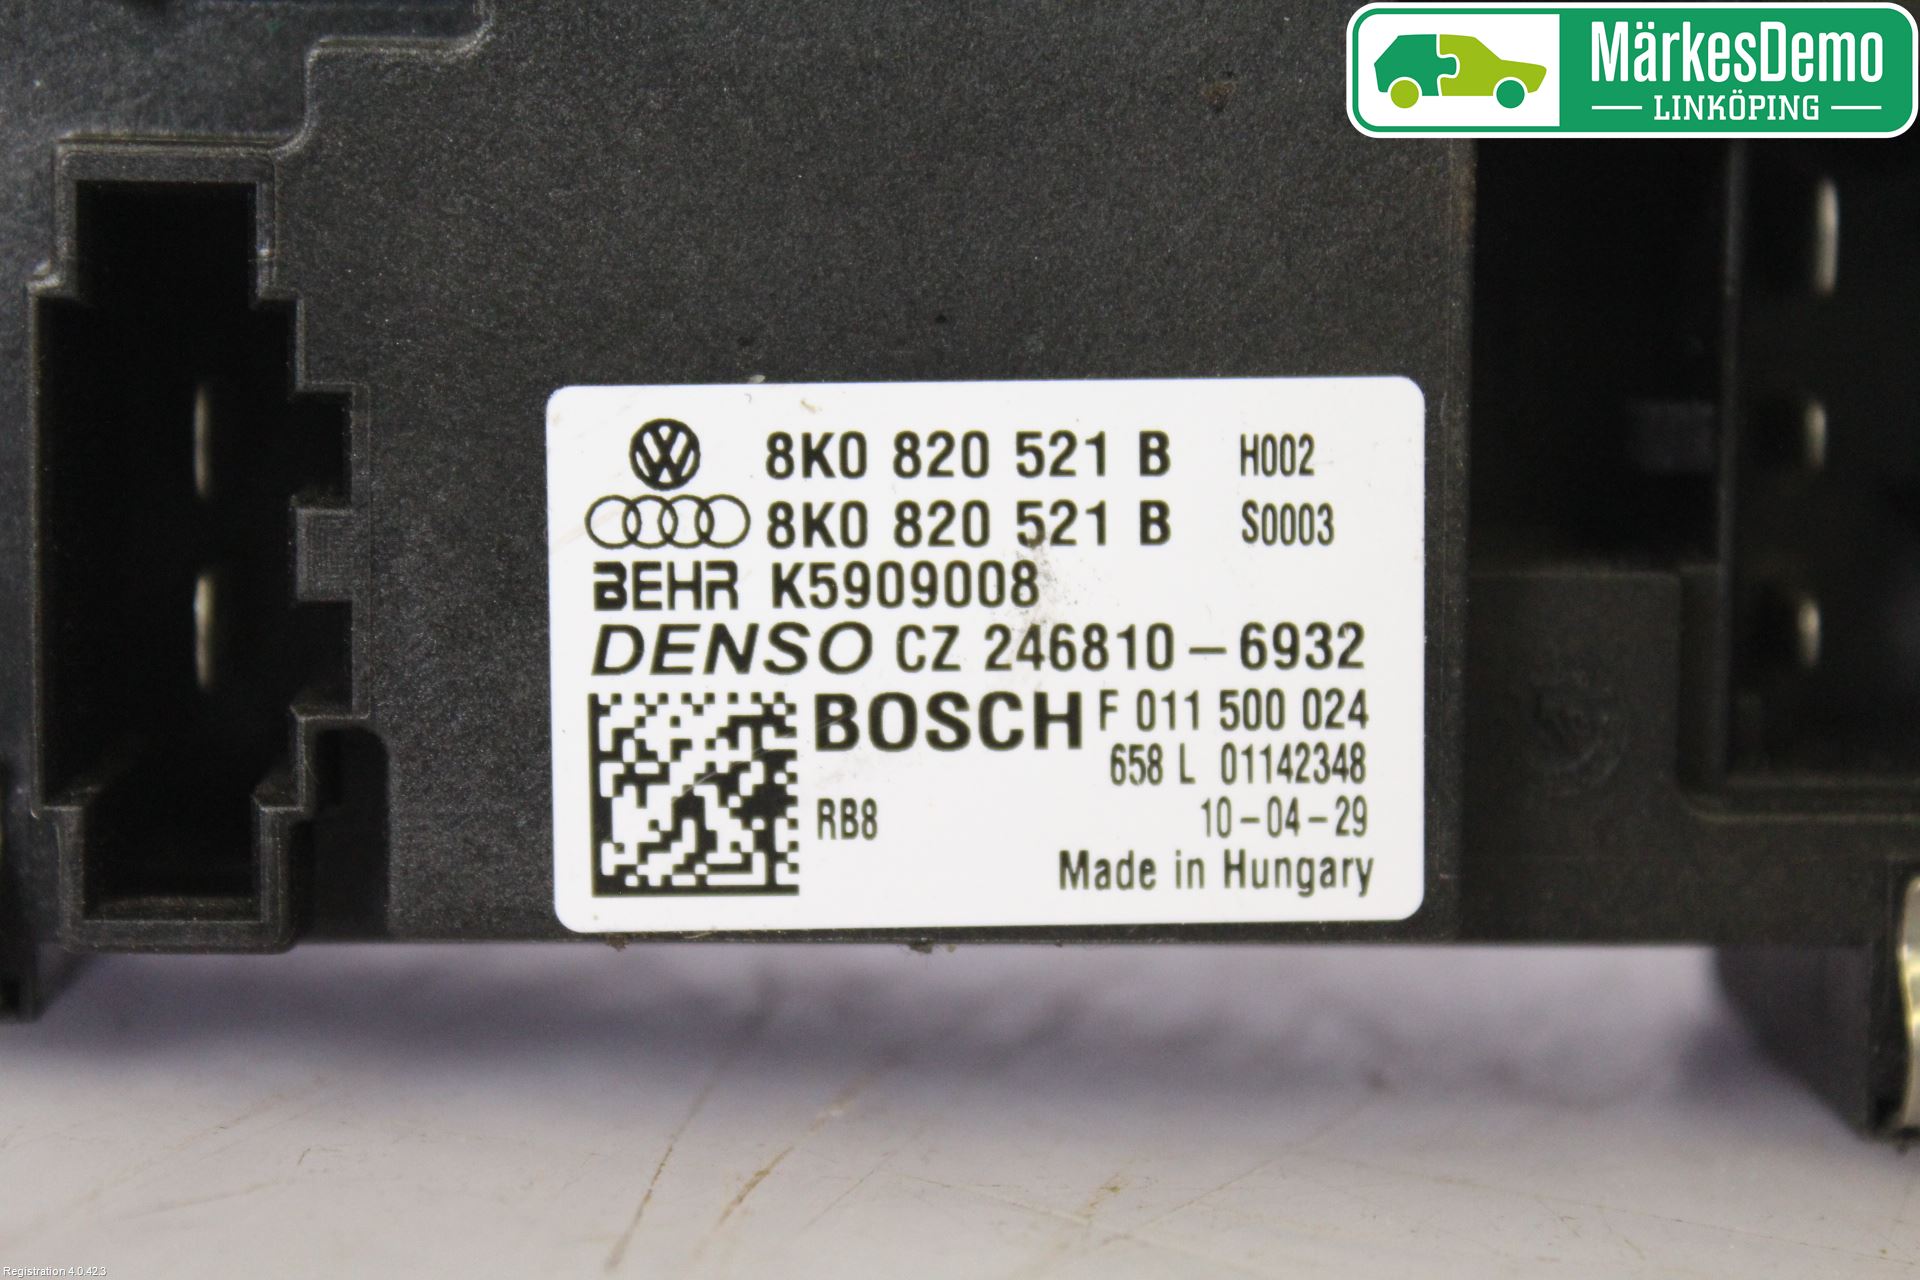 MärkesDemo
LINKÖPING
8K0 820 521 B H002
8K0 820 521 B S0003
BEHR K5909008
DENSO CZ 246810-6932
BOSCH F 011 500 024
658 L 01142348
RB8 10-04-29
Made in Hungary
Registration 4.0.42.3